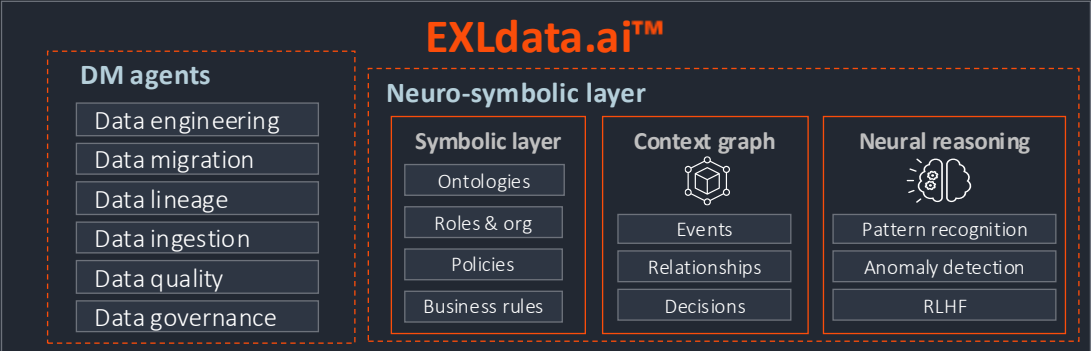 EXLdata.ai™
DM agents
Data engineering
Data migration
Data lineage
Data ingestion
Data quality
Data governance
Neuro-symbolic layer
Symbolic layer
Ontologies
Roles & org
Policies
Business rules
Context graph
Events
Relationships
Decisions
Neural reasoning
Pattern recognition
Anomaly detection
RLHF